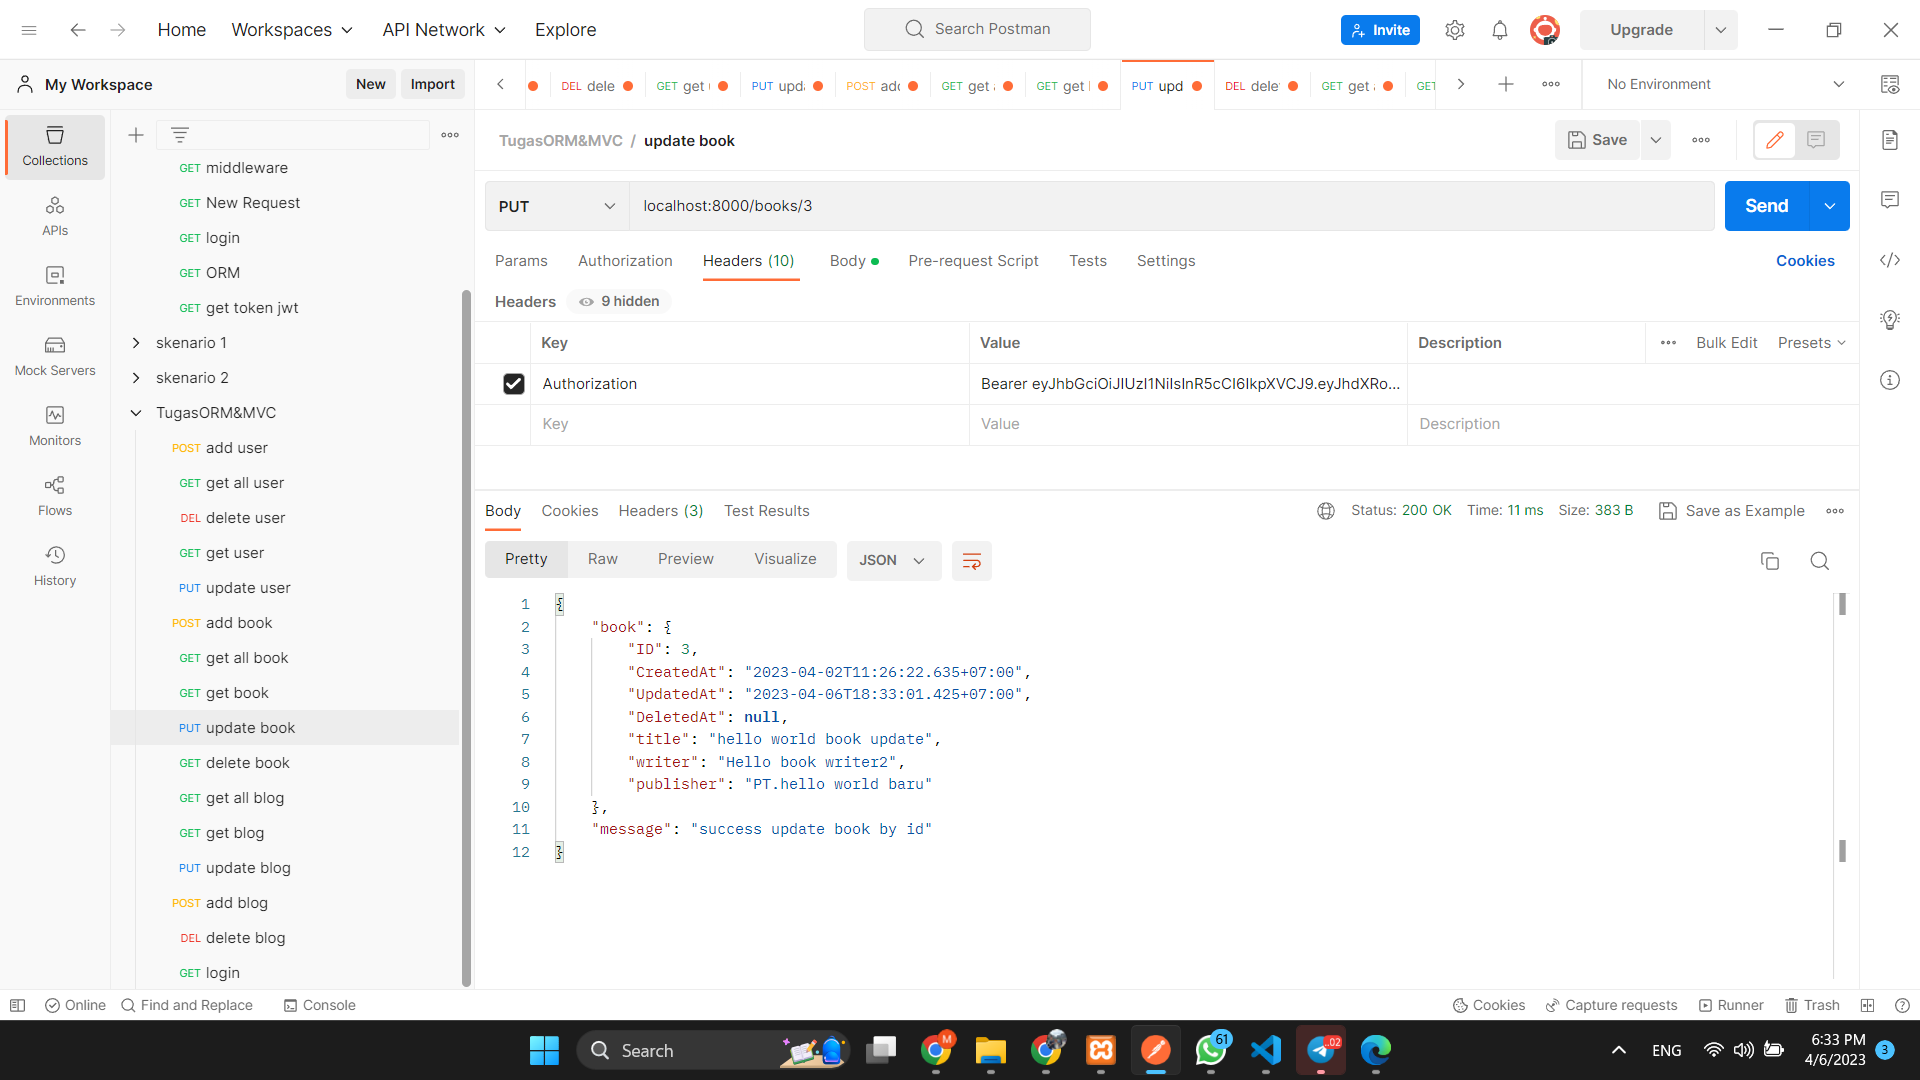 Home
Workspaces
API Network
Explore
Search Postman
Invite
Upgrade
My Workspace
New
Import
DEL dele
GET get
PUT upd
POST adc
GET get
GET get
PUT upd
DEL dele
GET get
GET
No Environment
Collections
APIs
Environments
Mock Servers
Monitors
Flows
History
GET middleware
GET New Request
GET login
GET ORM
GET get token jwt
skenario 1
skenario 2
TugasORM&MVC
POST add user
GET get all user
DEL delete user
GET get user
PUT update user
POST add book
GET get all book
GET get book
PUT update book
DEL delete book
GET get all blog
GET get blog
PUT update blog
POST add blog
DEL delete blog
GET login
TugasORM&MVC / update book
Save
PUT
localhost:8000/books/3
Send
Params
Authorization
Headers (10)
Body
Pre-request Script
Tests
Settings
Cookies
Headers
9 hidden
Key
Value
Description
Bulk Edit
Presets
Authorization
Bearer eyJhbGciOiJIUzI1NiIsInR5cCI6IkpXVCJ9.eyJhdXRo...
Key
Value
Description
Body
Cookies
Headers (3)
Test Results
Status: 200 OK
Time: 11 ms
Size: 383 B
Save as Example
Pretty
Raw
Preview
Visualize
JSON
1 {
2 "book": {
3 "ID": 3,
4 "CreatedAt": "2023-04-02T11:26:22.635+07:00",
5 "UpdatedAt": "2023-04-06T18:33:01.425+07:00",
6 "DeletedAt": null,
7 "title": "hello world book update",
8 "writer": "Hello book writer2",
9 "publisher": "PT.hello world baru"
10 },
11 "message": "success update book by id"
12 }
Online
Find and Replace
Console
Cookies
Capture requests
Runner
Trash
Search
M
61
.02
ENG
6:33 PM
4/6/2023
3